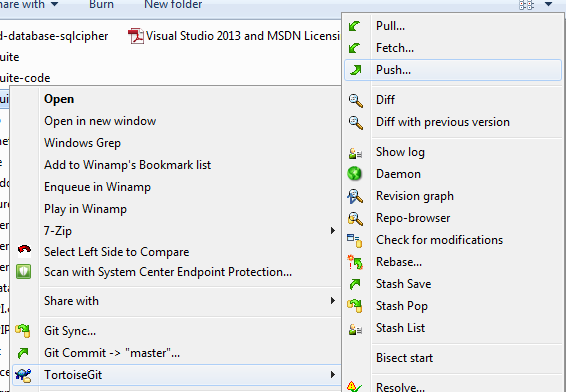 are with
Burn
New folder
d-database-sqlcipher
Visual Studio 2013 and MSDN Licensi
uite
uite-code
Open
Open in new window
Windows Grep
Add to Winamp's Bookmark list
Enqueue in Winamp
Play in Winamp
7-Zip
Select Left Side to Compare
Scan with System Center Endpoint Protection...
Share with
Git Sync...
Git Commit -> "master"...
TortoiseGit
Pull...
Fetch...
Push...
Diff
Diff with previous version
Show log
Daemon
Revision graph
Repo-browser
Check for modifications
Rebase...
Stash Save
Stash Pop
Stash List
Bisect start
Resolve...